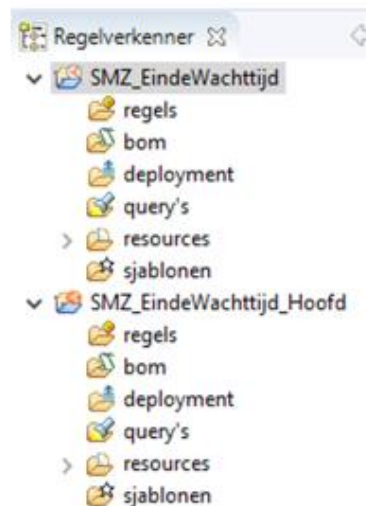 Regelverkenner
SMZ_EindeWachttijd
regels
bom
deployment
query's
resources
sjablonen
SMZ_EindeWachttijd_Hoofd
regels
bom
deployment
query's
resources
sjablonen